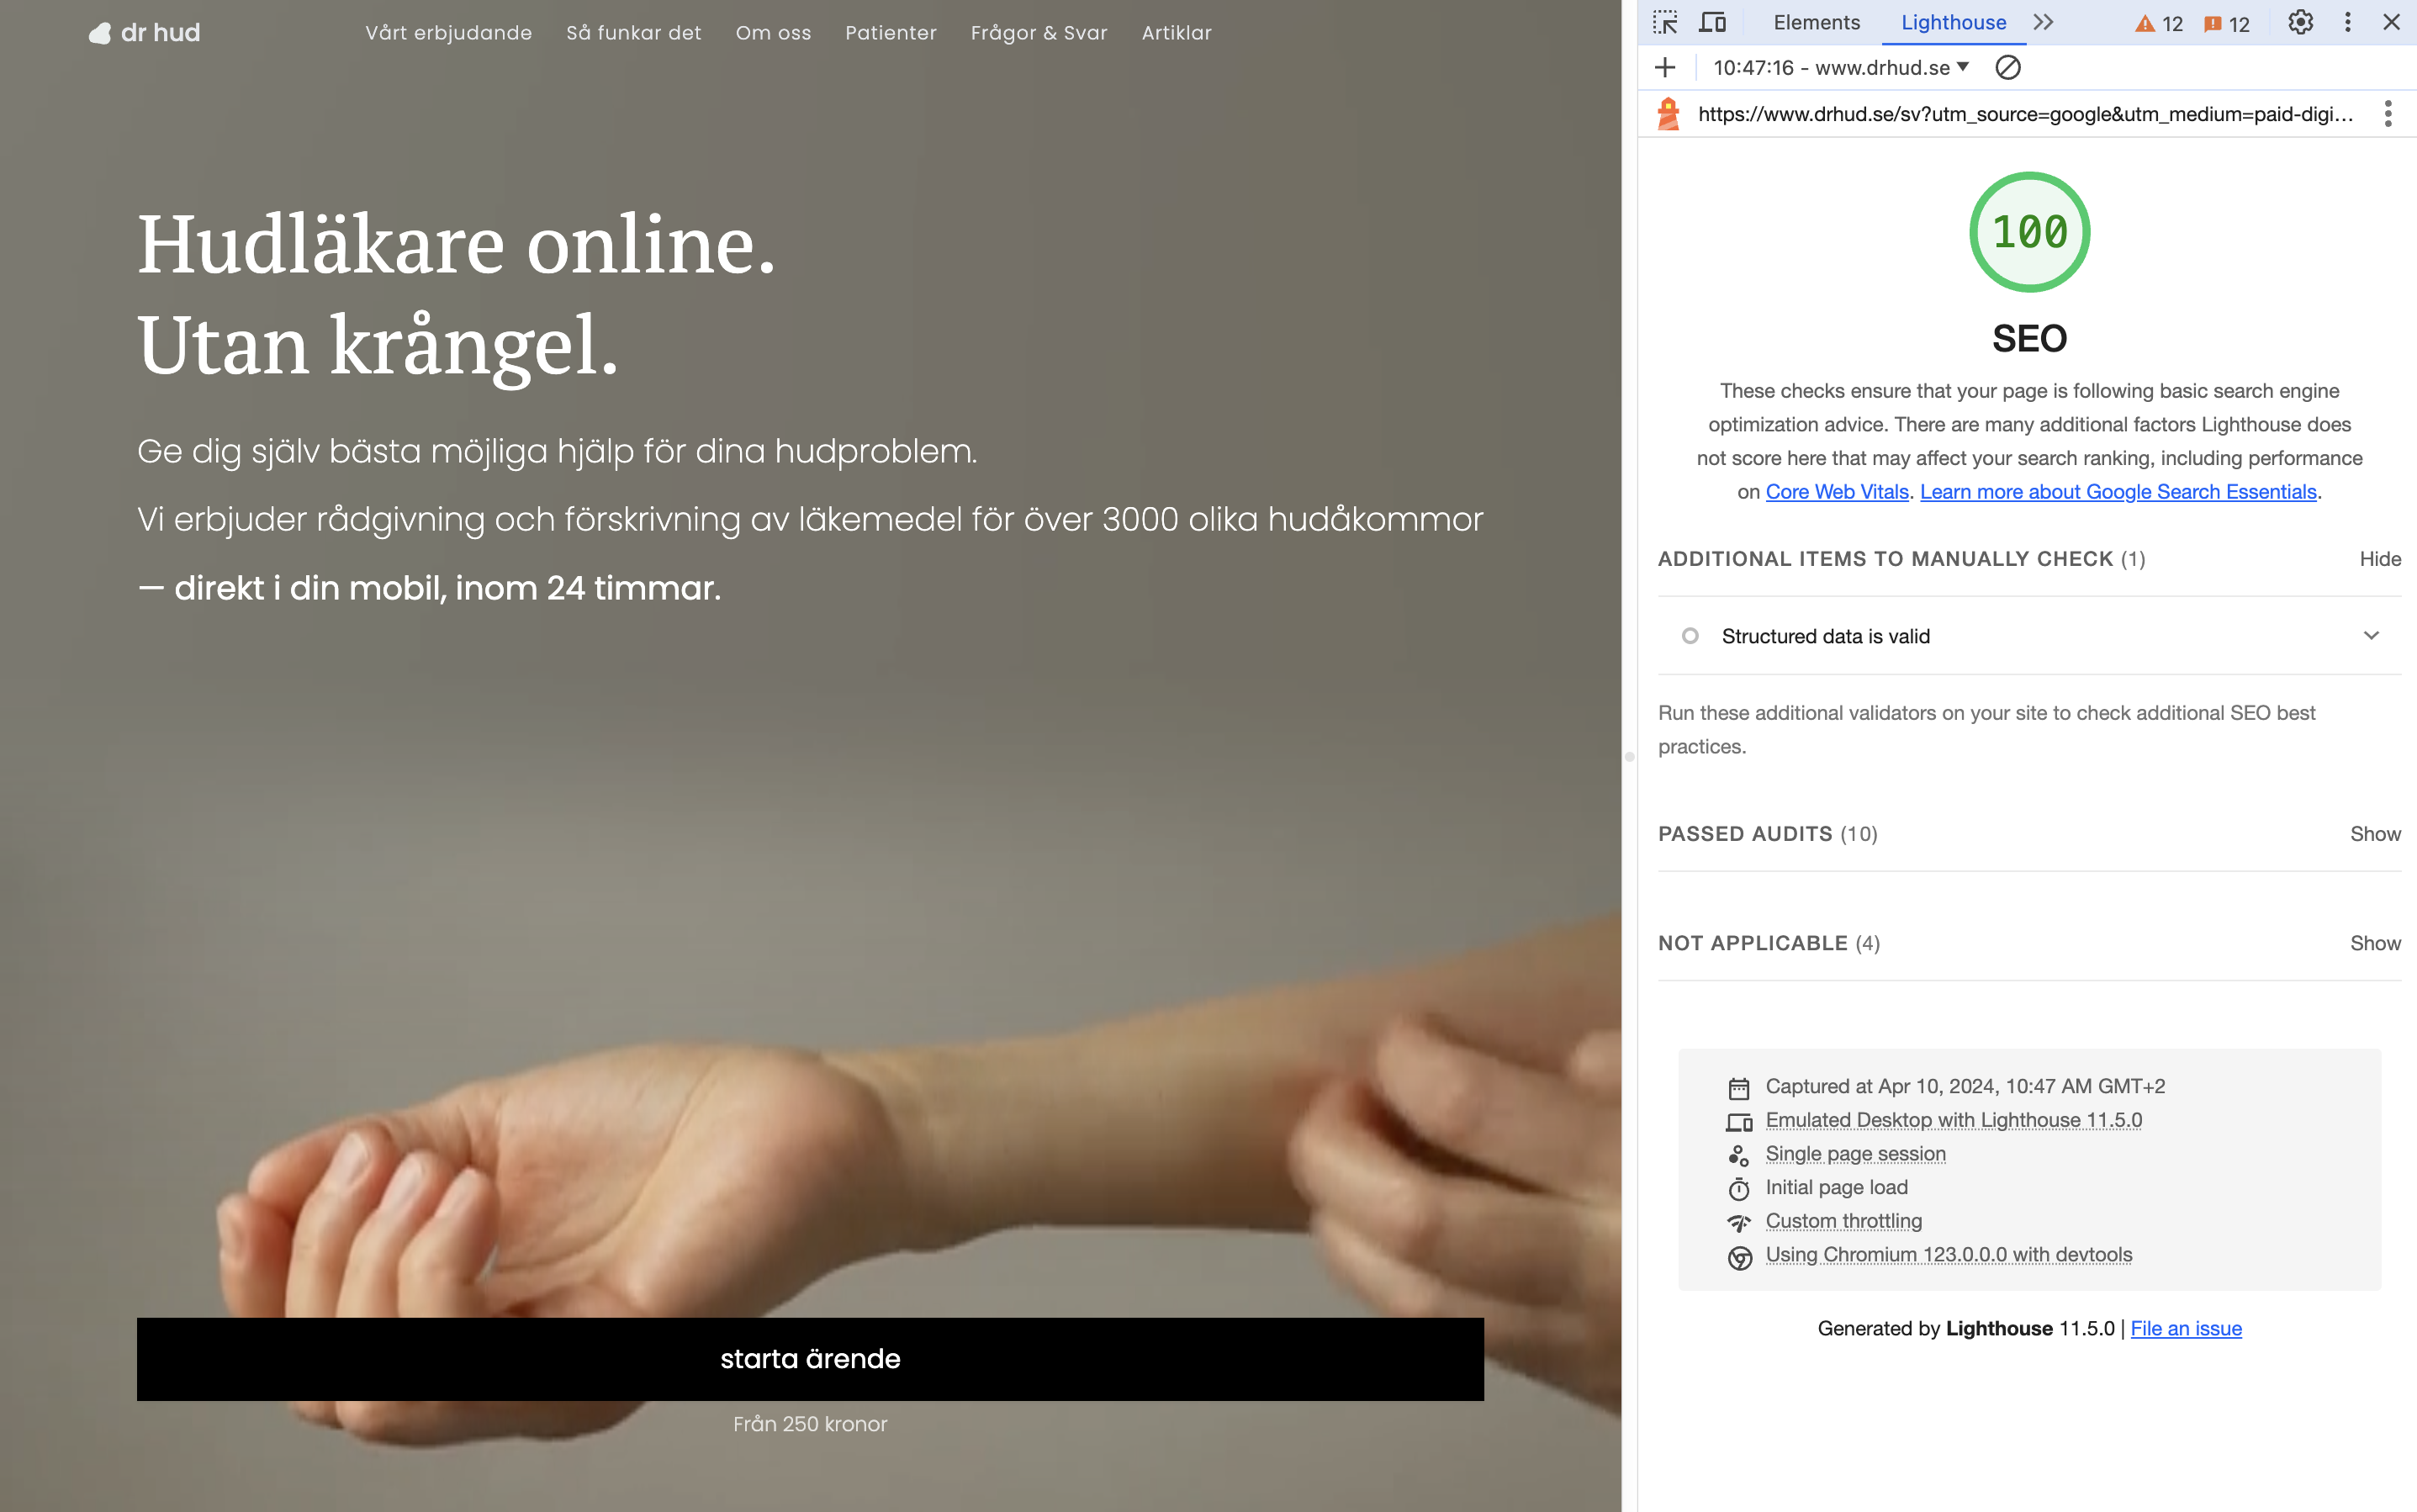 dr hud
Vårt erbjudande
Så funkar det
Om oss
Patienter
Frågor & Svar
Artiklar
Hudläkare online.
Utan krångel.
Ge dig själv bästa möjliga hjälp för dina hudproblem.
Vi erbjuder rådgivning och förskrivning av läkemedel för över 3000 olika hudåkommor
— direkt i din mobil, inom 24 timmar.
starta ärende
Från 250 kronor
Elements
Lighthouse
12
12
10:47:16 - www.drhud.se
https://www.drhud.se/sv?utm_source=google&utm_medium=paid-digi...
100
SEO
These checks ensure that your page is following basic search engine
optimization advice. There are many additional factors Lighthouse does
not score here that may affect your search ranking, including performance
on Core Web Vitals. Learn more about Google Search Essentials.
ADDITIONAL ITEMS TO MANUALLY CHECK (1)
Hide
Structured data is valid
Run these additional validators on your site to check additional SEO best
practices.
PASSED AUDITS (10)
Show
NOT APPLICABLE (4)
Show
Captured at Apr 10, 2024, 10:47 AM GMT+2
Emulated Desktop with Lighthouse 11.5.0
Single page session
Initial page load
Custom throttling
Using Chromium 123.0.0.0 with devtools
Generated by Lighthouse 11.5.0 | File an issue